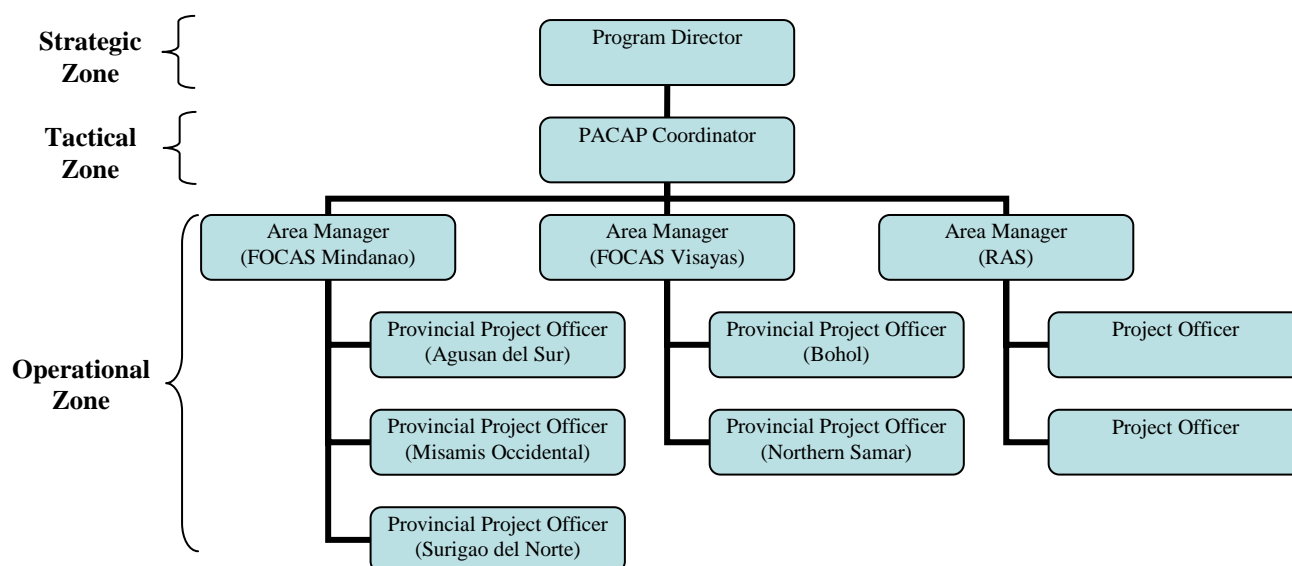 Strategic
Zone
Program Director
Tactical
Zone
PACAP Coordinator
Operational
Zone
Area Manager
(FOCAS Mindanao)
Area Manager
(FOCAS Visayas)
Area Manager
(RAS)
Provincial Project Officer
(Agusan del Sur)
Provincial Project Officer
(Bohol)
Project Officer
Provincial Project Officer
(Misamis Occidental)
Provincial Project Officer
(Northern Samar)
Project Officer
Provincial Project Officer
(Surigao del Norte)